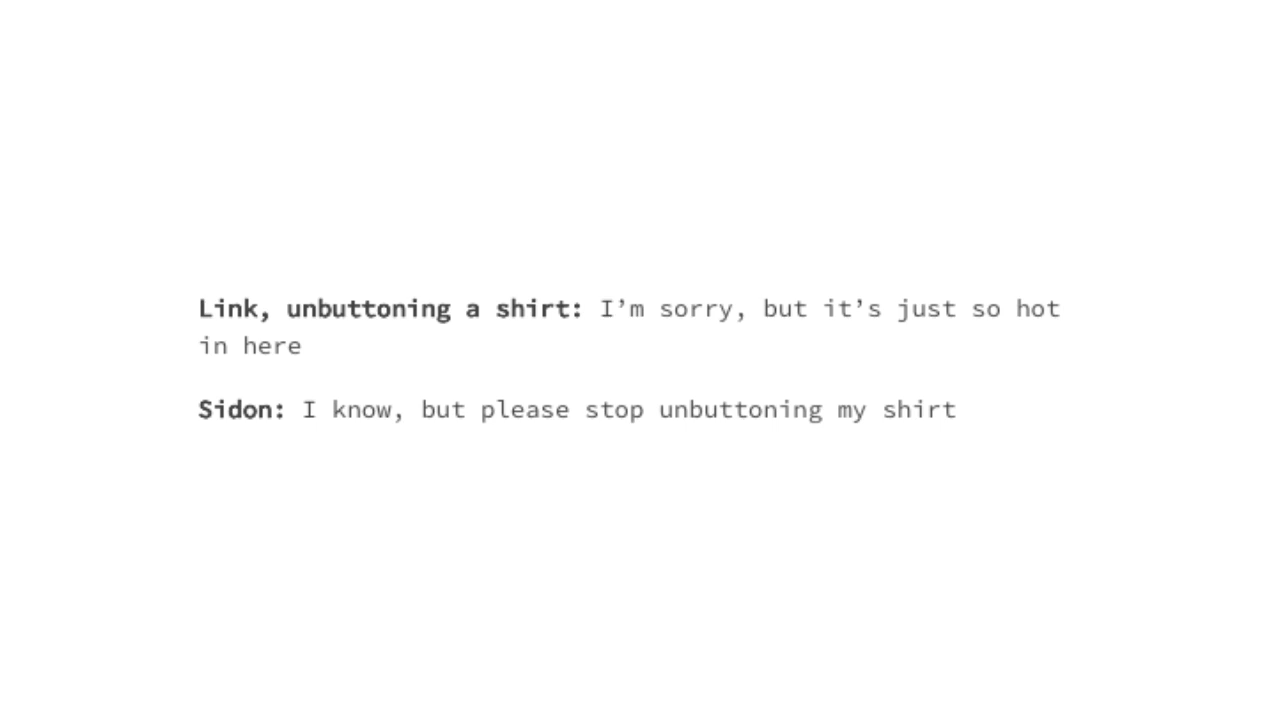 Link, unbuttoning a shirt: I’m sorry, but it’s just so hot
in here
Sidon: I know, but please stop unbuttoning my shirt